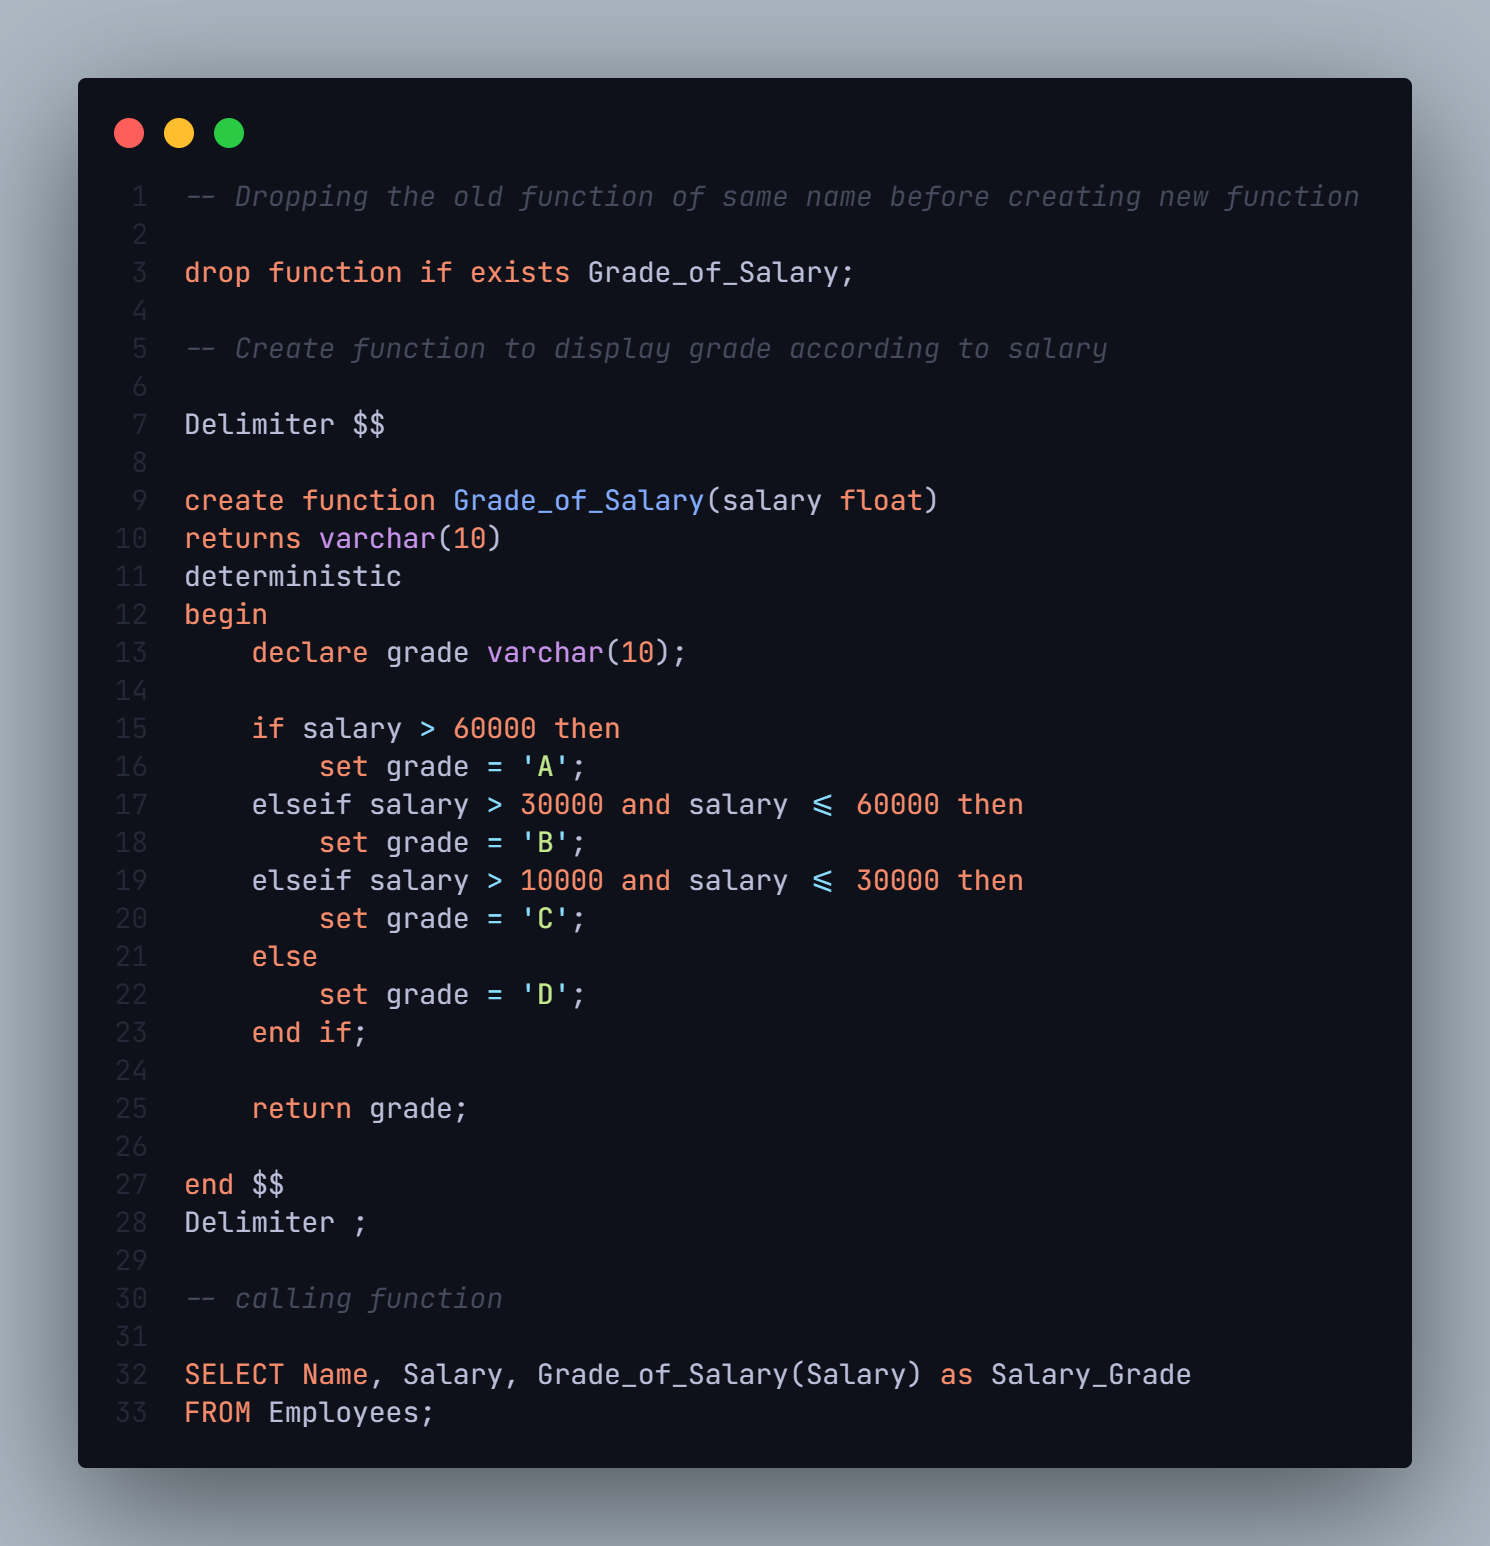 1 -- Dropping the old function of same name before creating new function
2
3 drop function if exists Grade_of_Salary;
4
5 -- Create function to display grade according to salary
6
7 Delimiter $$
8
9 create function Grade_of_Salary(salary float)
10 returns varchar(10)
11 deterministic
12 begin
13     declare grade varchar(10);
14
15     if salary > 60000 then
16         set grade = 'A';
17     elseif salary > 30000 and salary <= 60000 then
18         set grade = 'B';
19     elseif salary > 10000 and salary <= 30000 then
20         set grade = 'C';
21     else
22         set grade = 'D';
23     end if;
24
25     return grade;
26
27 end $$
28 Delimiter ;
29
30 -- calling function
31
32 SELECT Name, Salary, Grade_of_Salary(Salary) as Salary_Grade
33 FROM Employees;